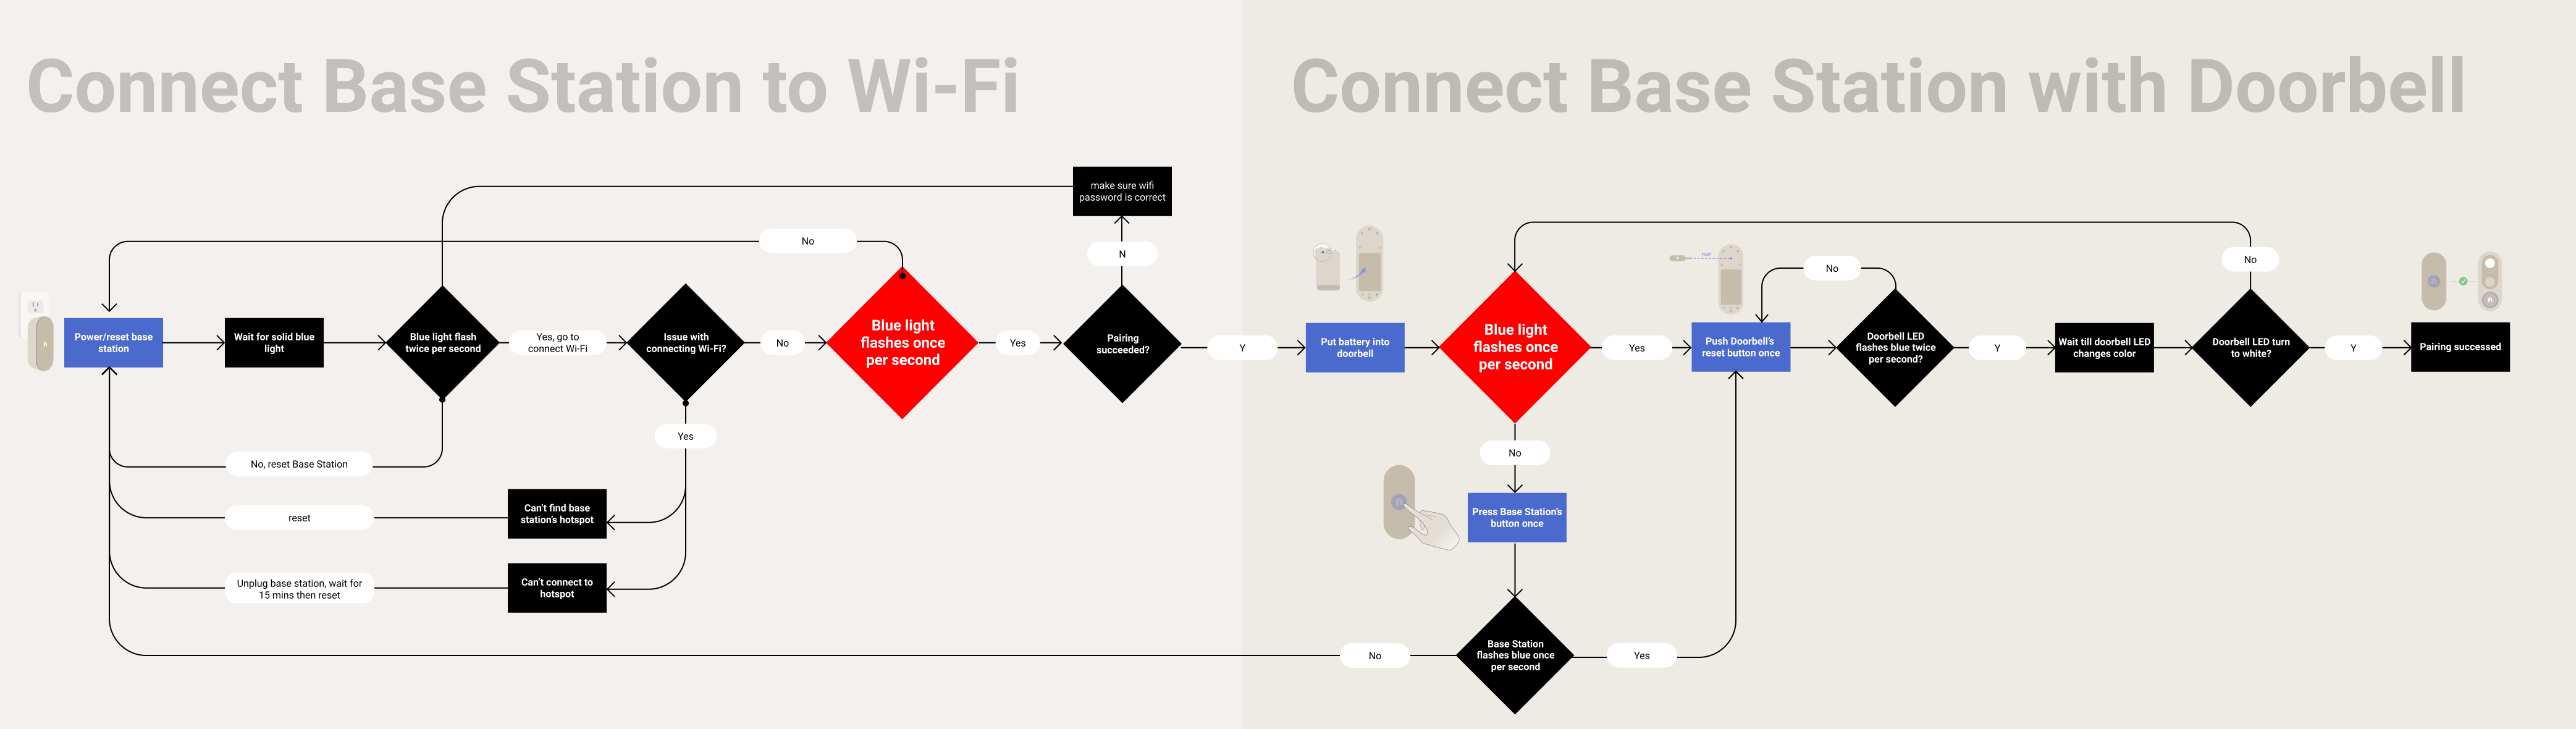 Connect Base Station to Wi-Fi
Connect Base Station with Doorbell
make sure wifi
password is correct
No
N
Power/reset base
station
Wait for solid blue
light
Blue light flash
twice per second
Yes, go to
connect Wi-Fi
Issue with
connecting Wi-Fi?
No
Blue light
flashes once
per second
Yes
Pairing
succeeded?
Y
Yes
No, reset Base Station
Can't find base
station's hotspot
reset
Can't connect to
hotspot
Unplug base station, wait for
15 mins then reset
Put battery into
doorbell
Blue light
flashes once
per second
Yes
Push
Push Doorbell's
reset button once
No
Doorbell LED
flashes blue twice
per second?
Y
Wait till doorbell LED
changes color
No
Doorbell LED turn
to white?
Y
Pairing successed
No
Press Base Station's
button once
Base Station
flashes blue once
per second
No
Yes